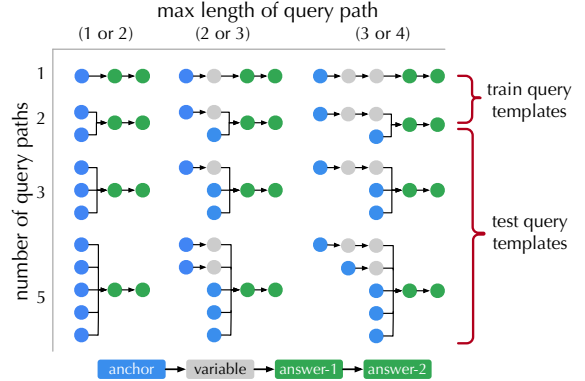 max length of query path
(1 or 2) (2 or 3) (3 or 4)
number of query paths
1
2
3
5
train query
templates
test query
templates
anchor variable answer-1 answer-2